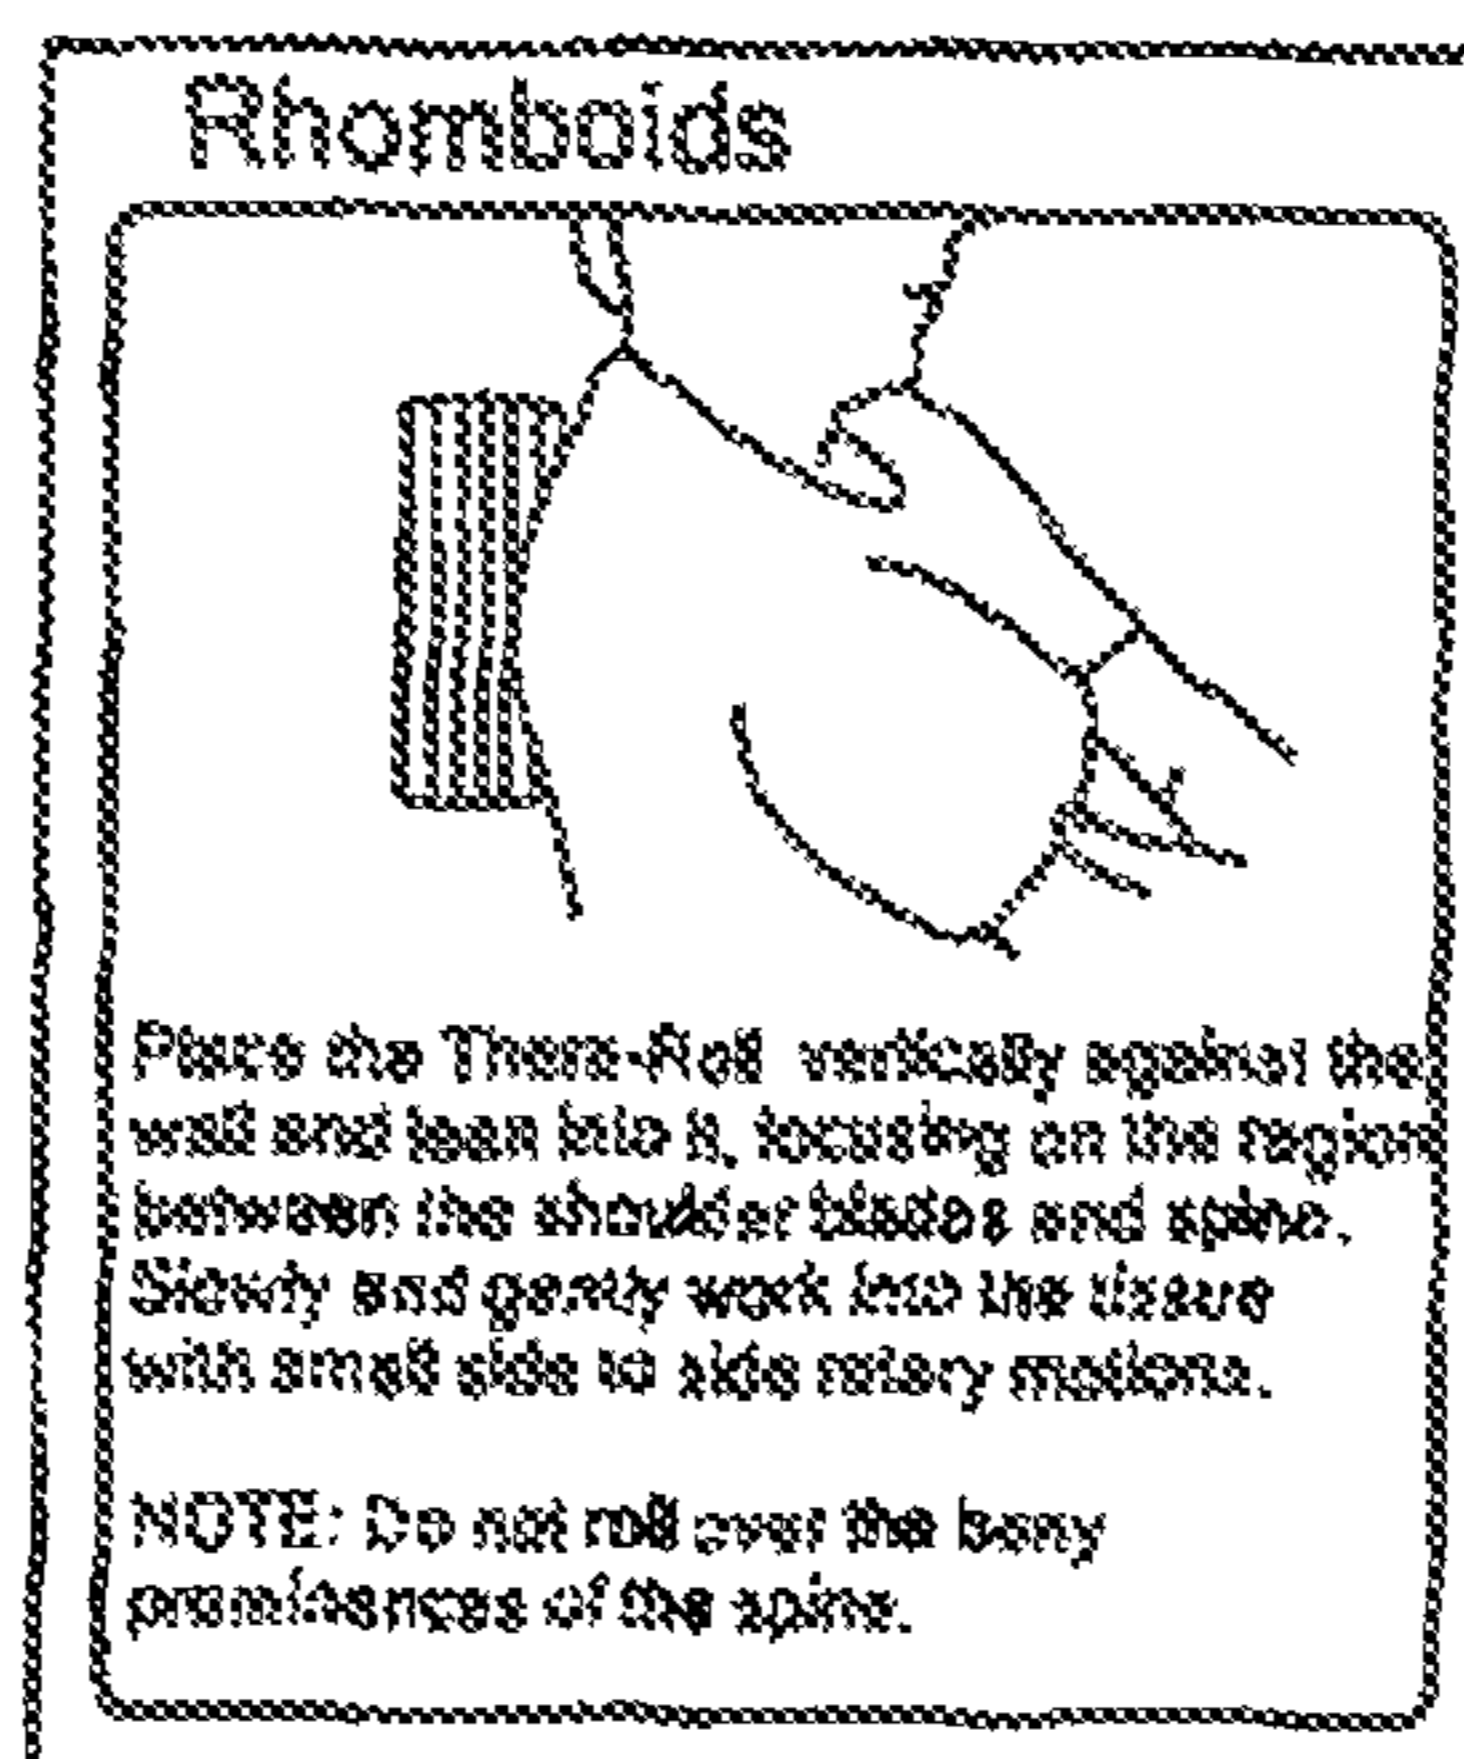 Rhomboids
Place the Thera-Roll vertically against the
wall and lean into it, focusing on the region
between the shoulder blades and spine.
Slowly and gently work into the tissue
with small side to side rotary motions.
NOTE: Do not roll over the bony
prominences of the spine.